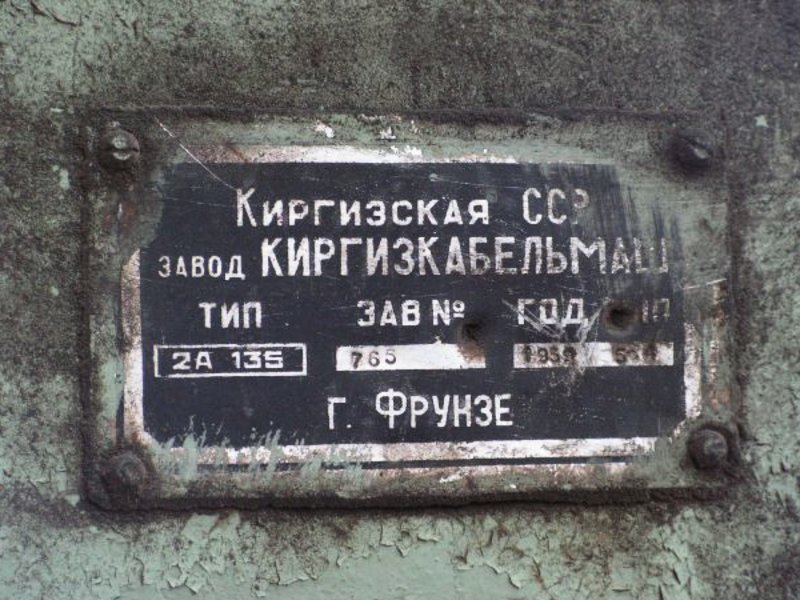 КИРГИЗСКАЯ ССР
ЗАВОД КИРГИЗКАБЕЛЬМАШ
ТИП ЗАВ № ГОД
2А 135 765
Г. ФРУНЗЕ